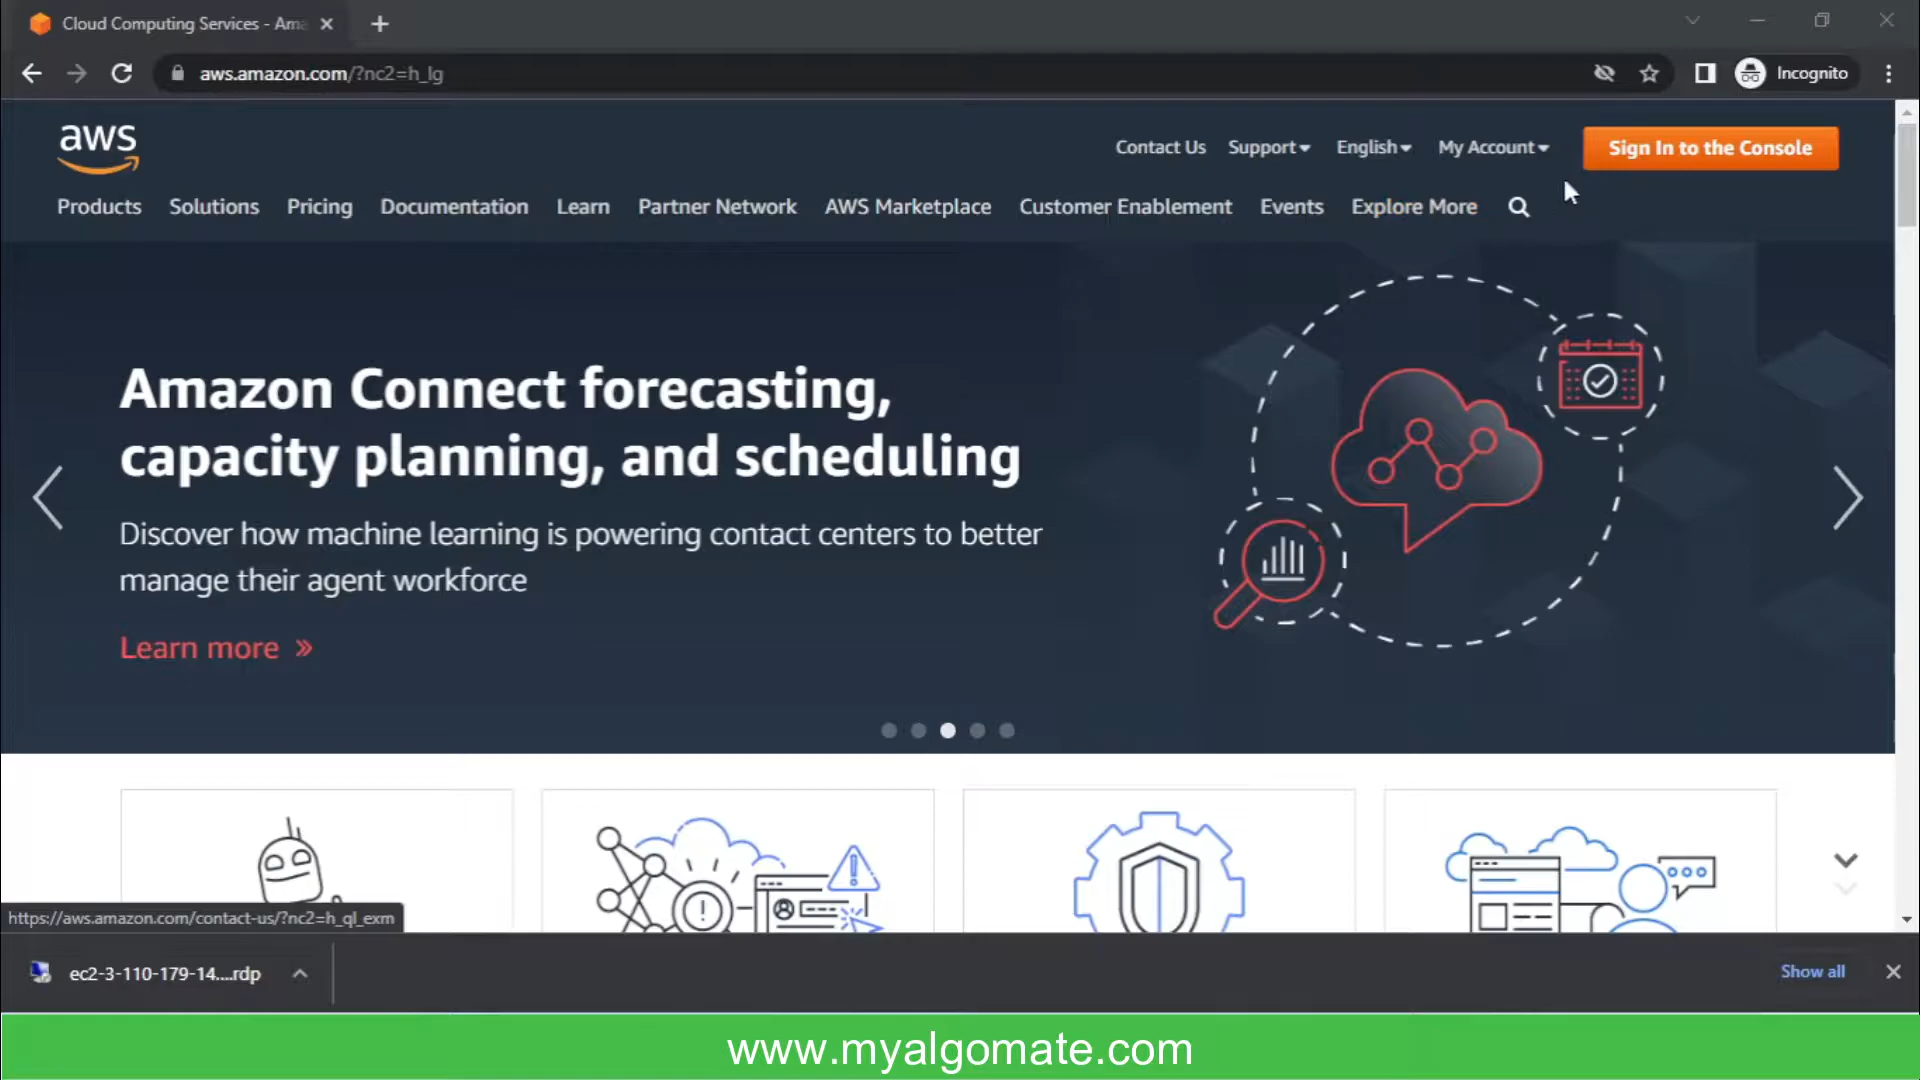 Cloud Computing Services - Ama
aws.amazon.com/?nc2=h_lg
Incognito
aws
Contact Us Support English My Account Sign In to the Console
Products Solutions Pricing Documentation Learn Partner Network AWS Marketplace Customer Enablement Events Explore More
Amazon Connect forecasting,
capacity planning, and scheduling
Discover how machine learning is powering contact centers to better
manage their agent workforce
Learn more »
https://aws.amazon.com/contact-us/?nc2=h_ql_exm
ec2-3-110-179-14....rdp
Show all
www.myalgomate.com